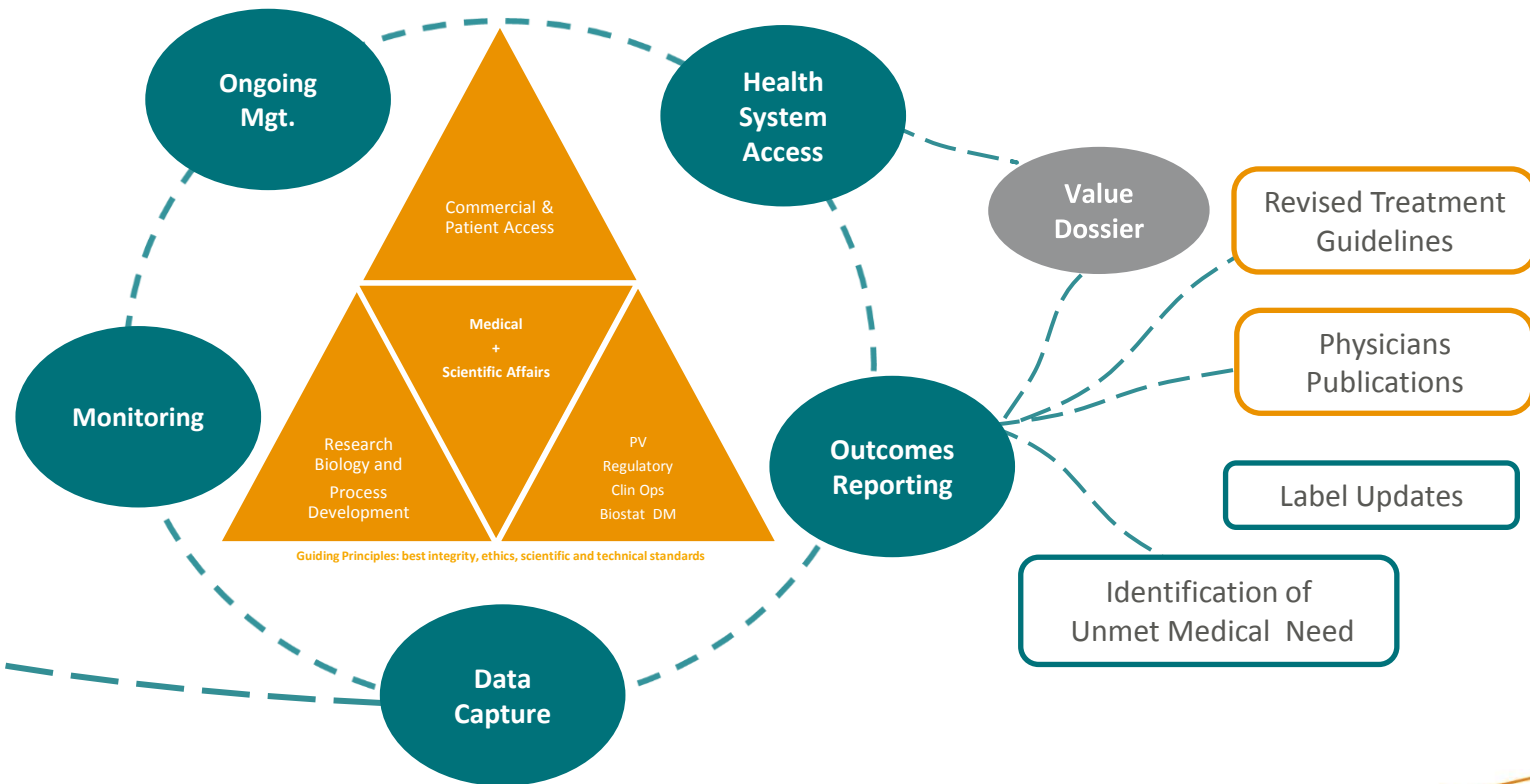 Ongoing
Mgt.
Health
System
Access
Value
Dossier
Revised Treatment
Guidelines
Commercial &
Patient Access
Medical
+
Scientific Affairs
Physicians
Publications
Monitoring
Research
Biology and
Process
Development
PV
Regulatory
Clin Ops
Biostat DM
Outcomes
Reporting
Label Updates
Guiding Principles: best integrity, ethics, scientific and technical standards
Identification of
Unmet Medical Need
Data
Capture